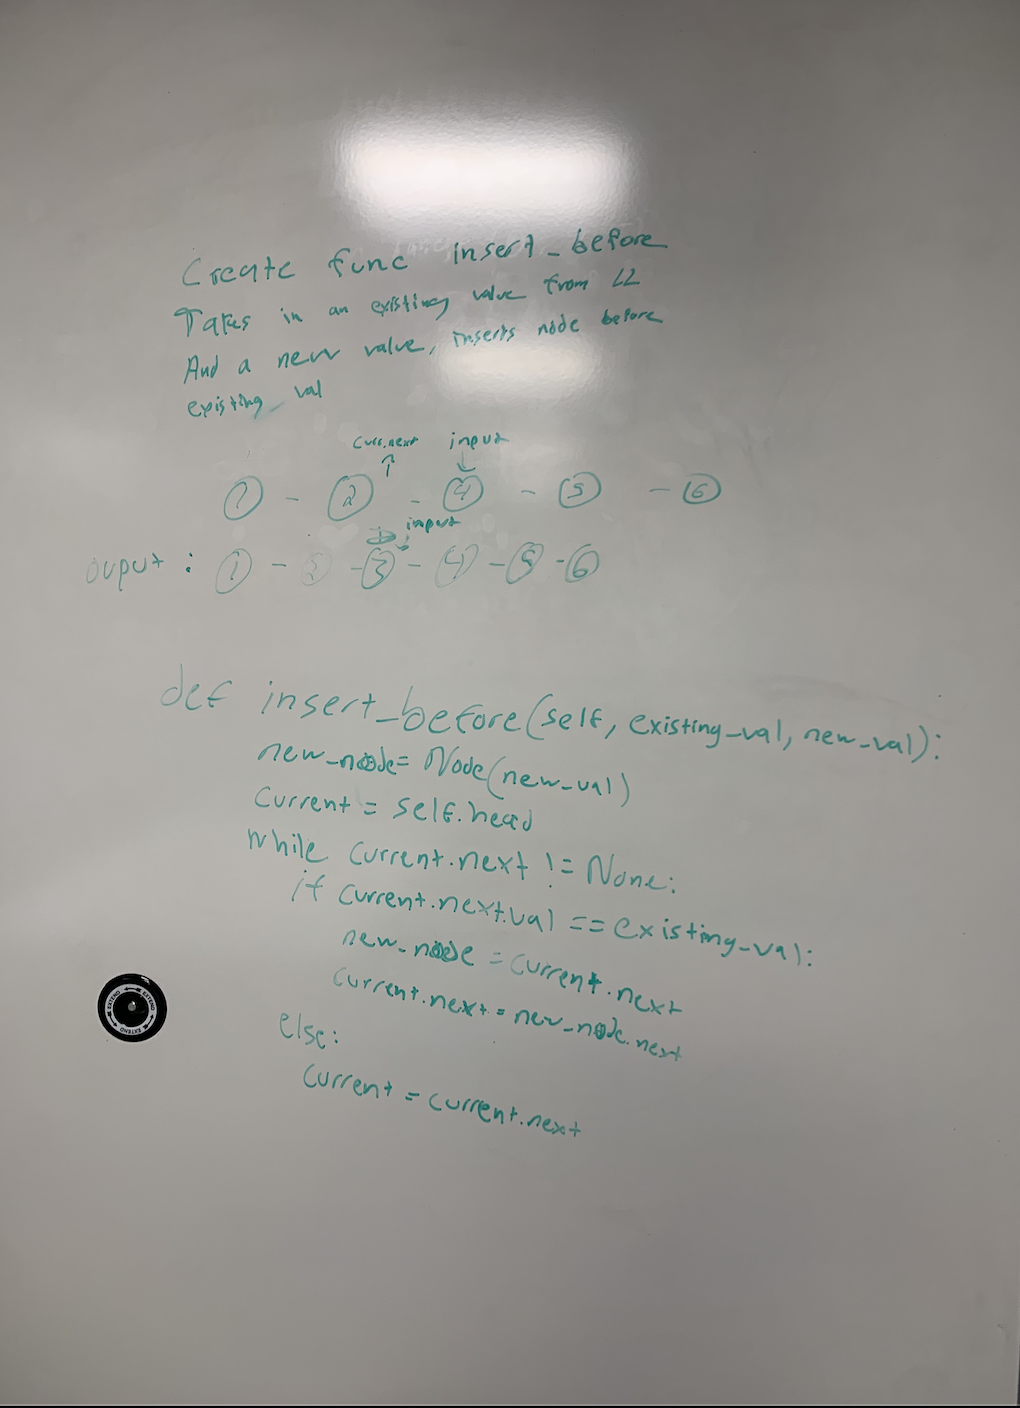 Create func insert_before
Takes in an existing value from LL
And a new value, inserts node before
existing val
curr.next input
1 - 2 - 4 - 5 - 6
input
ouput : 1 - 2 - 3 - 4 - 5 - 6
def insert_before(self, existing_val, new_val):
new_node= Node(new_val)
current = self.head
while current.next != None:
if current.next.val == existing_val:
new_node = current.next
current.next = new_node.next
else:
current = current.next
EXTEND EXTEND EXTEND